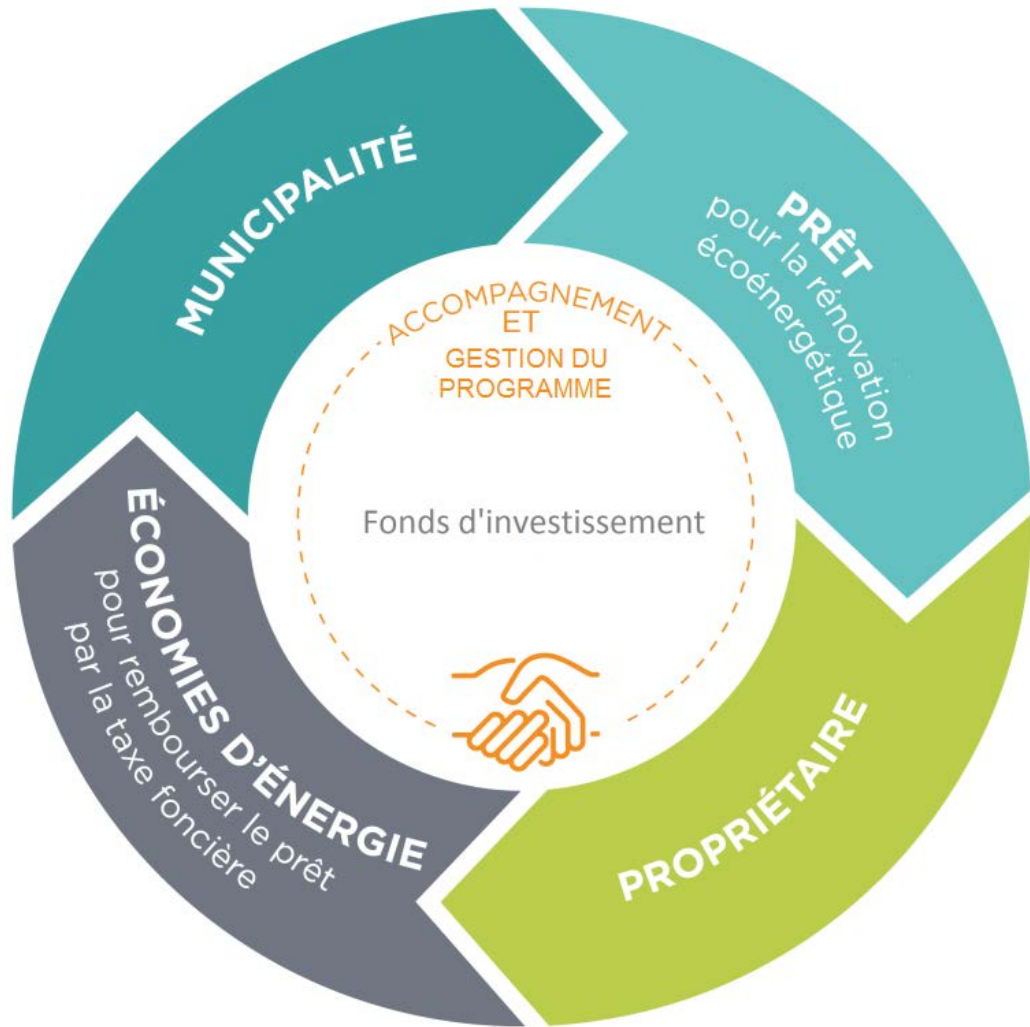 MUNICIPALITÉ
PRÊT
pour la rénovation
écoénergétique
PROPRIÉTAIRE
ÉCONOMIES D'ÉNERGIE
pour rembourser le prêt
par la taxe foncière
ACCOMPAGNEMENT
ET
GESTION DU
PROGRAMME
Fonds d'investissement